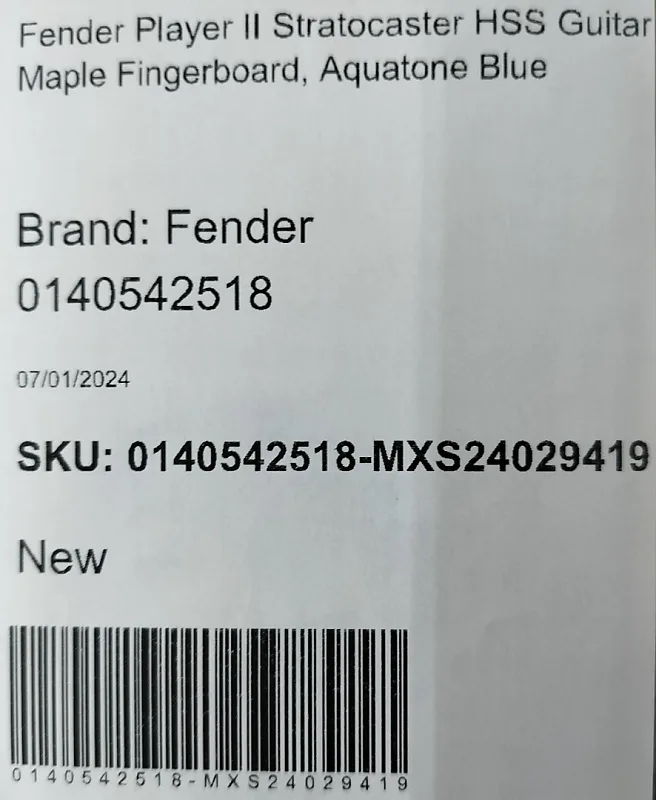 Fender Player II Stratocaster HSS Guitar
Maple Fingerboard, Aquatone Blue
Brand: Fender
0140542518
07/01/2024
SKU: 0140542518-MXS24029419
New
0140542518-MXS24029419